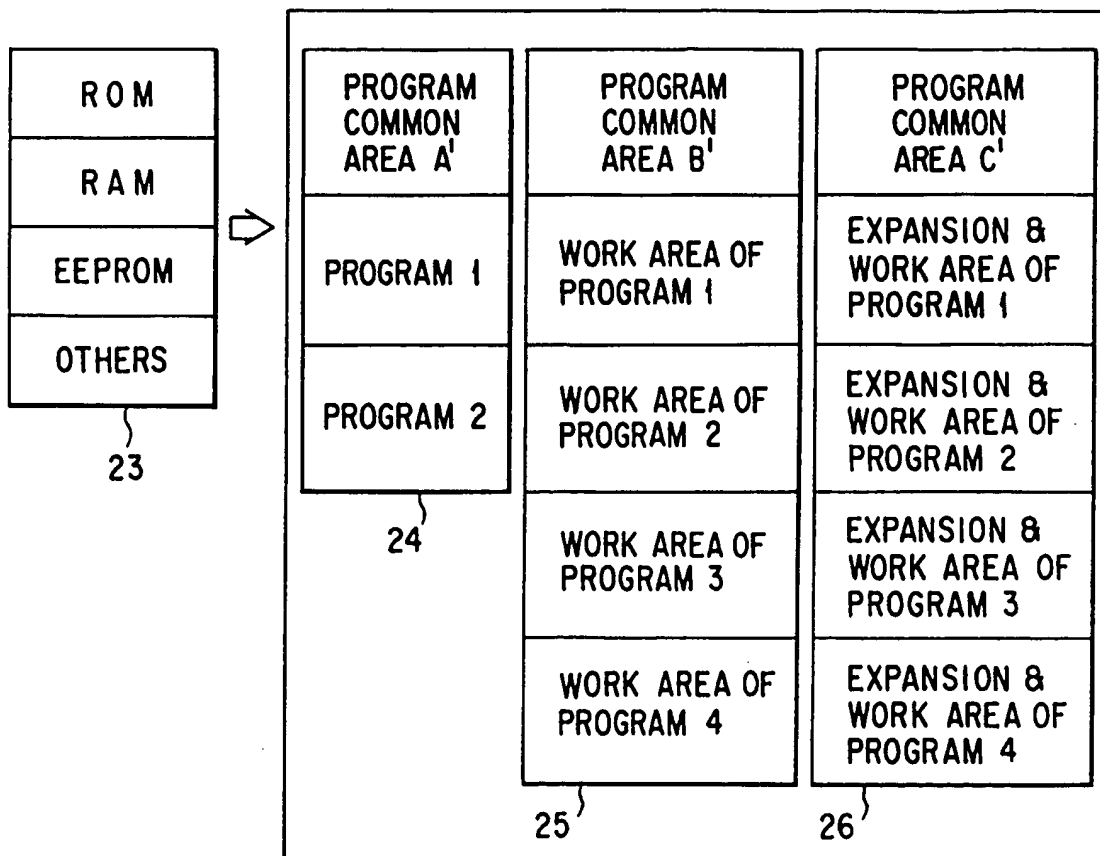 ROM
RAM
EEPROM
OTHERS
23
PROGRAM
COMMON
AREA A'
PROGRAM 1
PROGRAM 2
24
PROGRAM
COMMON
AREA B'
WORK AREA OF
PROGRAM 1
WORK AREA OF
PROGRAM 2
WORK AREA OF
PROGRAM 3
WORK AREA OF
PROGRAM 4
25
PROGRAM
COMMON
AREA C'
EXPANSION &
WORK AREA OF
PROGRAM 1
EXPANSION &
WORK AREA OF
PROGRAM 2
EXPANSION &
WORK AREA OF
PROGRAM 3
EXPANSION &
WORK AREA OF
PROGRAM 4
26